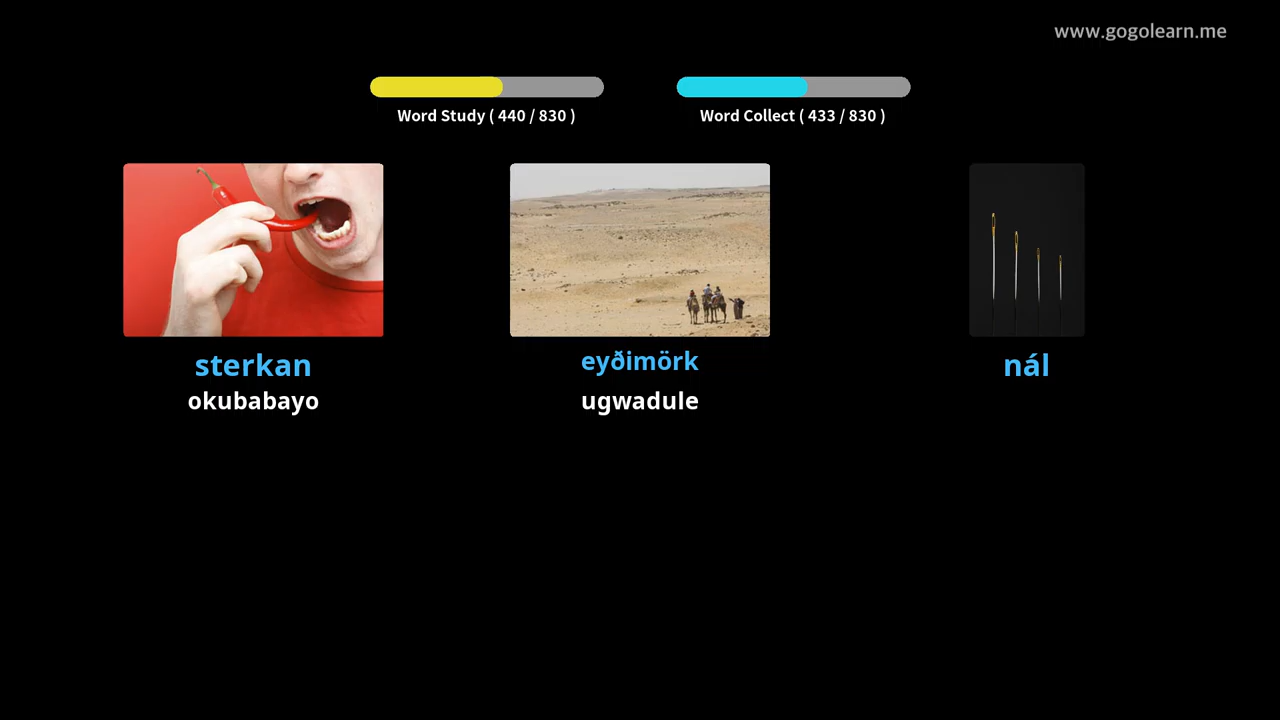 www.gogolearn.me
Word Study ( 440 / 830 )
Word Collect ( 433 / 830 )
sterkan
okubabayo
eyðimörk
ugwadule
nál